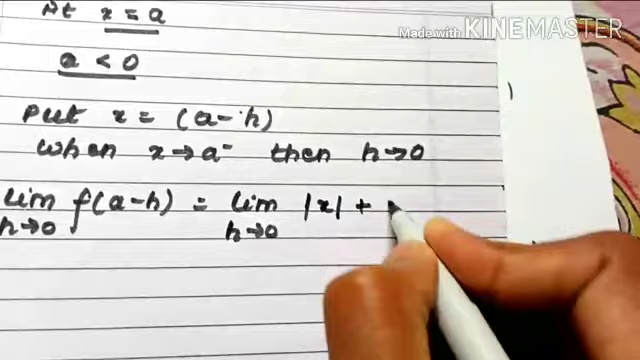 At x = a
Made with KINEMASTER
a < 0
Put x = (a-h)
When x → a⁻ then h → 0
lim f(a-h) = lim |x| +
h→0 h→0